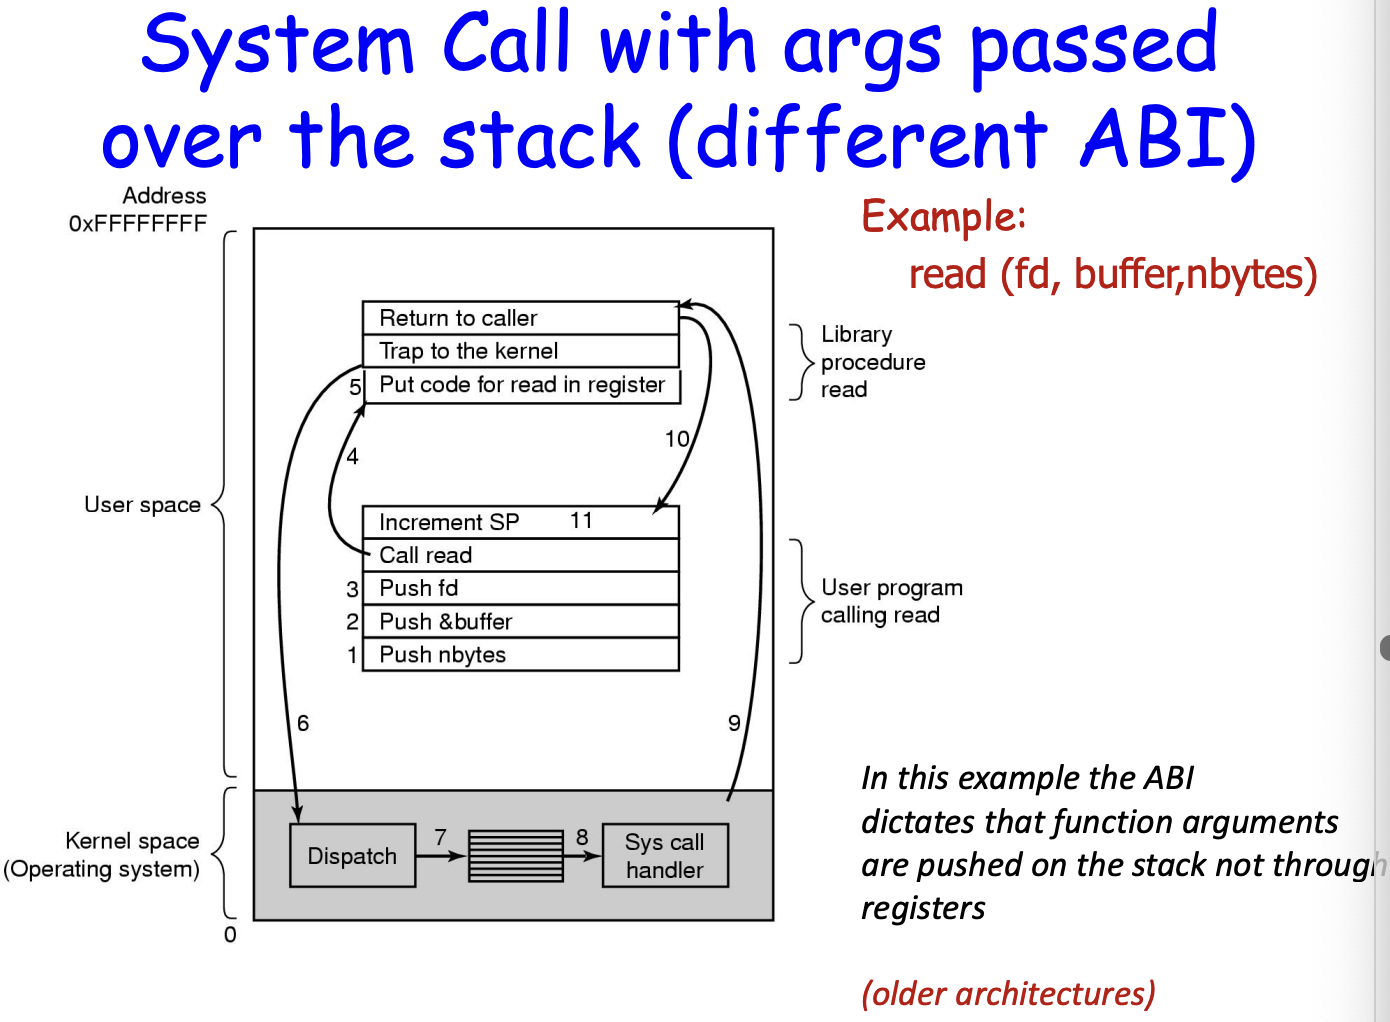 System Call with args passed
over the stack (different ABI)
Address
0xFFFFFFFF
Example:
read (fd, buffer,nbytes)
Return to caller
Trap to the kernel
5 Put code for read in register
Library
procedure
read
4
10
User space
Increment SP 11
Call read
3 Push fd
2 Push &buffer
1 Push nbytes
User program
calling read
6
9
Kernel space
(Operating system)
Dispatch
7
8
Sys call
handler
0
In this example the ABI
dictates that function arguments
are pushed on the stack not through
registers
(older architectures)